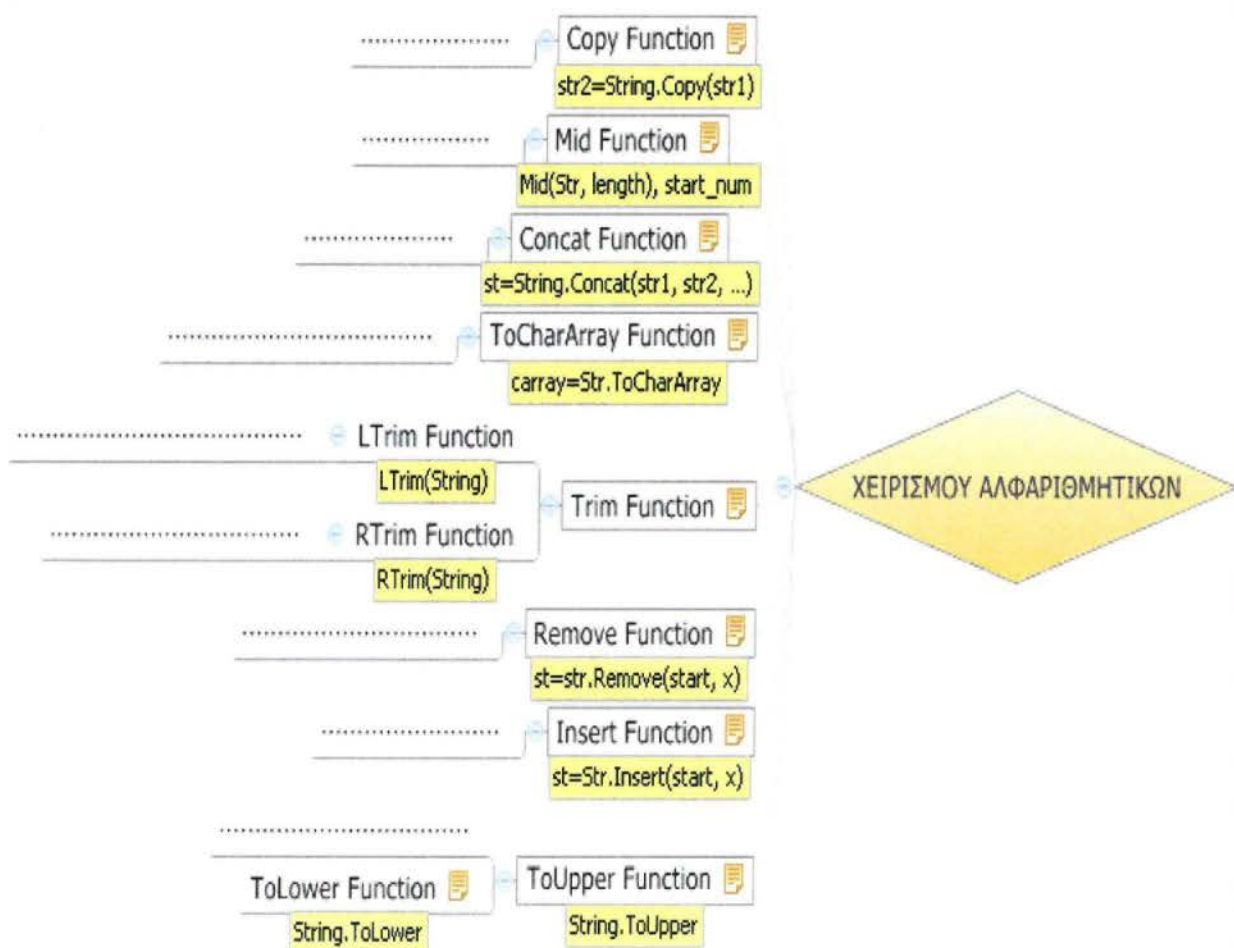 .................... Copy Function
str2=String.Copy(str1)
................. Mid Function
Mid(Str, length), start_num
.................... Concat Function
st=String.Concat(str1, str2, ...)
................................... ToCharArray Function
carray=Str.ToCharArray
..................................... LTrim Function
LTrim(String)
Trim Function
ΧΕΙΡΙΣΜΟΥ ΑΛΦΑΡΙΘΜΗΤΙΚΩΝ
................................. RTrim Function
RTrim(String)
............................... Remove Function
st=str.Remove(start, x)
........................ Insert Function
st=Str.Insert(start, x)
.................................
ToLower Function ToUpper Function
String.ToLower String.ToUpper